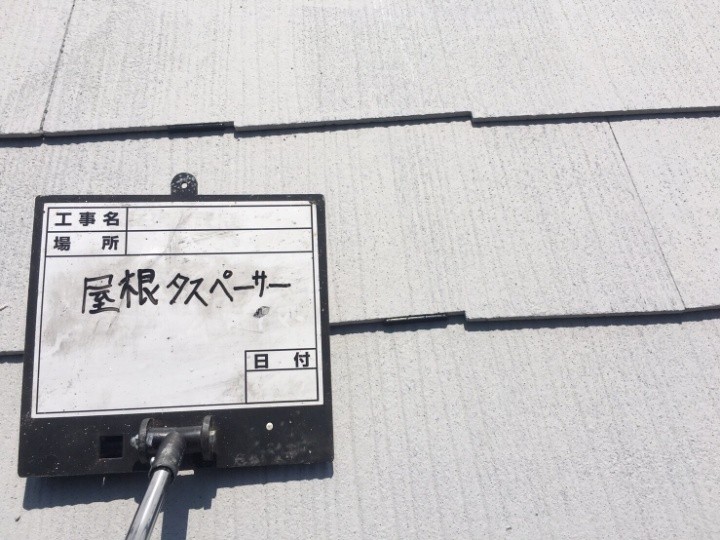 工事名
場所
屋根タスペーサー
日付